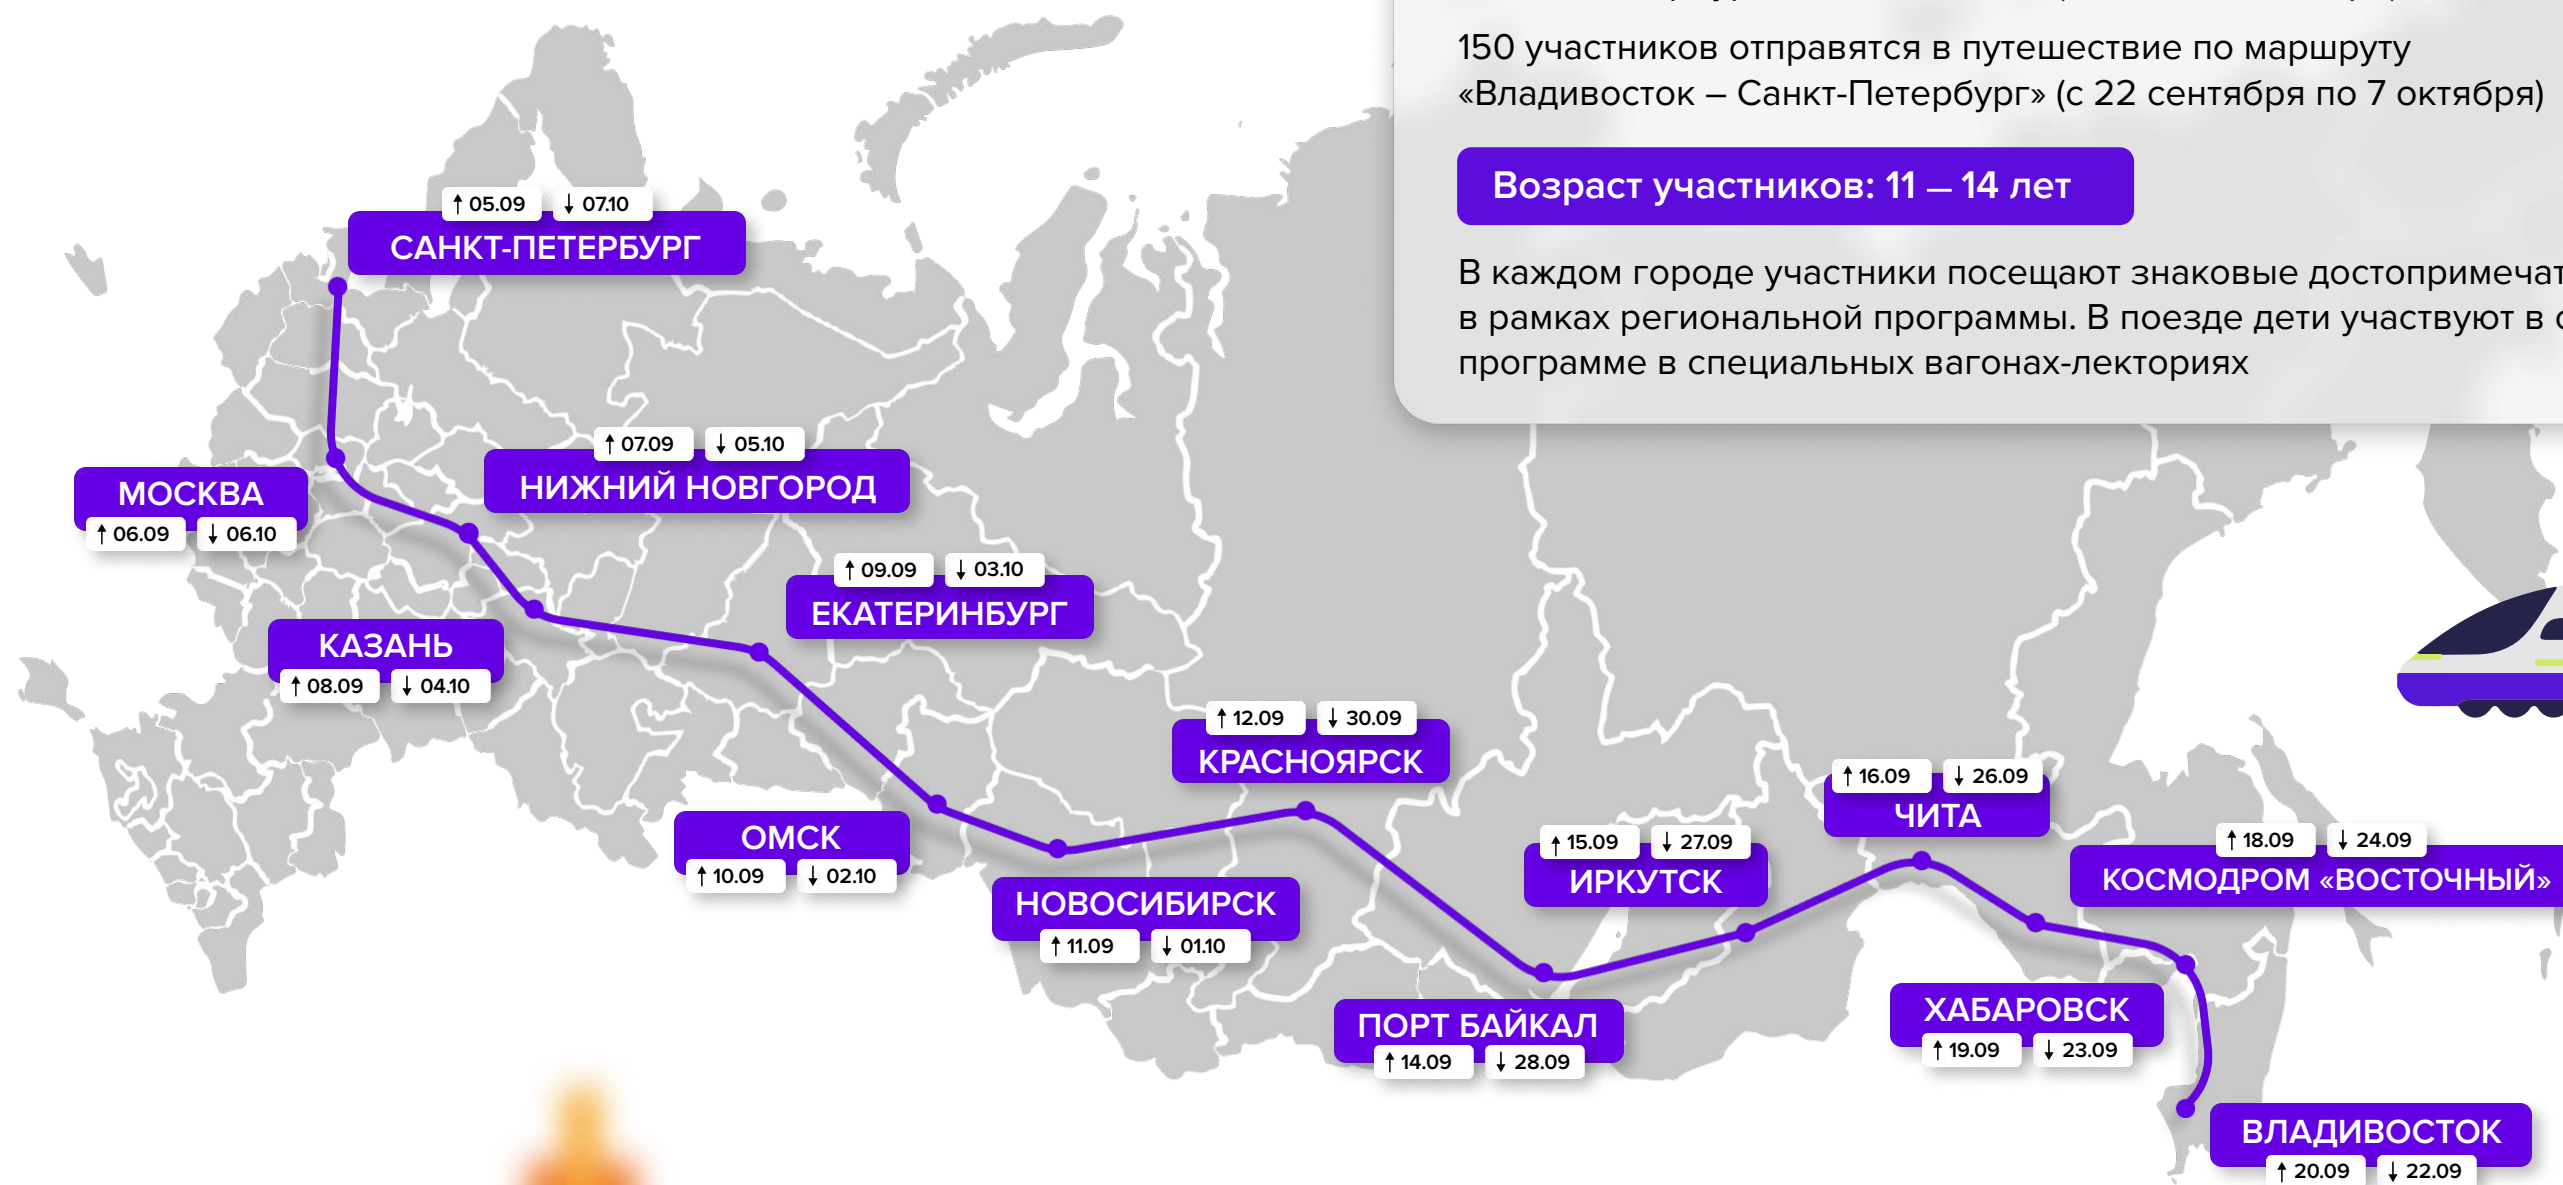 150 участников отправятся в путешествие по маршруту
«Владивосток – Санкт-Петербург» (с 22 сентября по 7 октября)
Возраст участников: 11 – 14 лет
В каждом городе участники посещают знаковые
в рамках региональной программы. В поезде дети участвуют в
программе в специальных вагонах-лекториях
↑ 05.09 ↓ 07.10
САНКТ-ПЕТЕРБУРГ
МОСКВА
↑ 06.09 ↓ 06.10
↑ 07.09 ↓ 05.10
НИЖНИЙ НОВГОРОД
КАЗАНЬ
↑ 08.09 ↓ 04.10
↑ 09.09 ↓ 03.10
ЕКАТЕРИНБУРГ
ОМСК
↑ 10.09 ↓ 02.10
НОВОСИБИРСК
↑ 11.09 ↓ 01.10
↑ 12.09 ↓ 30.09
КРАСНОЯРСК
ПОРТ БАЙКАЛ
↑ 14.09 ↓ 28.09
↑ 15.09 ↓ 27.09
ИРКУТСК
↑ 16.09 ↓ 26.09
ЧИТА
↑ 18.09 ↓ 24.09
КОСМОДРОМ «ВОСТОЧНЫЙ»
ХАБАРОВСК
↑ 19.09 ↓ 23.09
ВЛАДИВОСТОК
↑ 20.09 ↓ 22.09